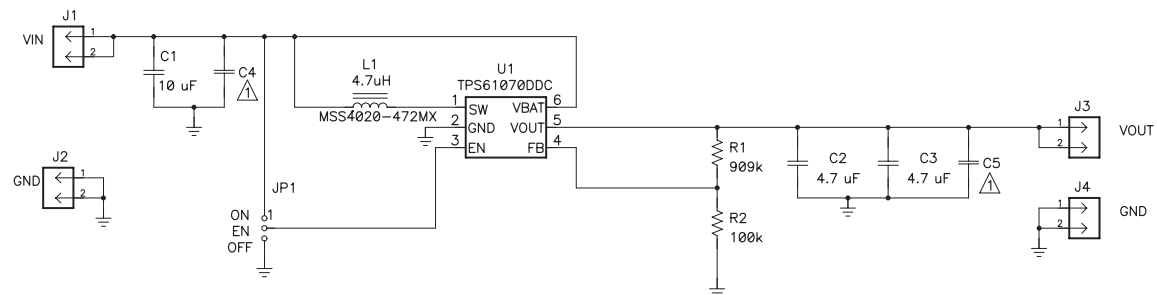 J1
VIN
1
2
C1
10 uF
C4
1
L1
4.7uH
MSS4020-472MX
U1
TPS61070DDC
1 SW VBAT 6
2 GND VOUT 5
3 EN FB 4
J2
GND
1
2
JP1
ON 1
EN
OFF
R1
909k
R2
100k
C2
4.7 uF
C3
4.7 uF
C5
1
J3
1
2
VOUT
J4
1
2
GND